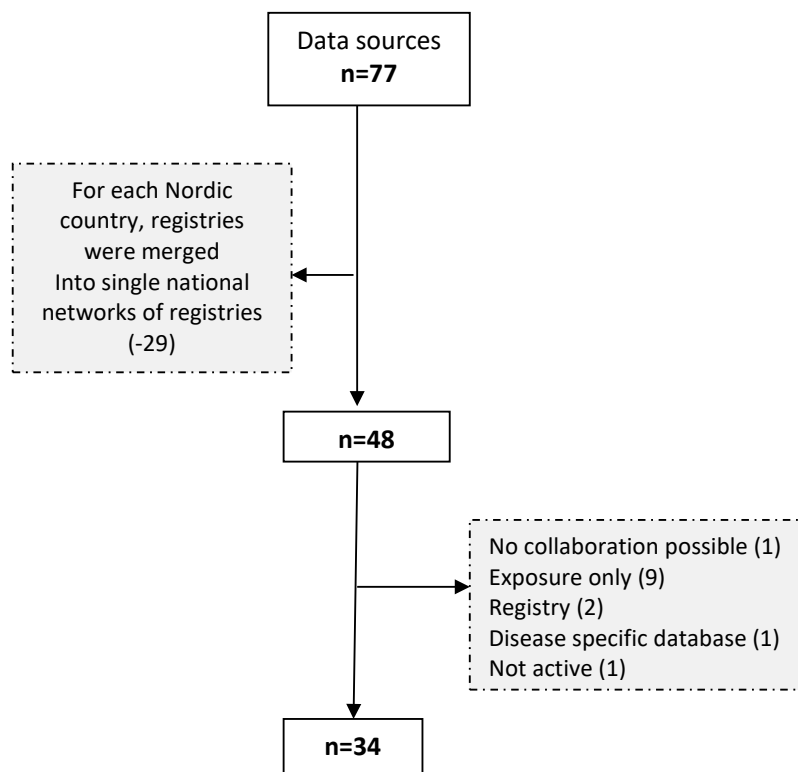 Data sources
n=77
For each Nordic
country, registries
were merged
Into single national
networks of registries
(-29)
n=48
No collaboration possible (1)
Exposure only (9)
Registry (2)
Disease specific database (1)
Not active (1)
n=34